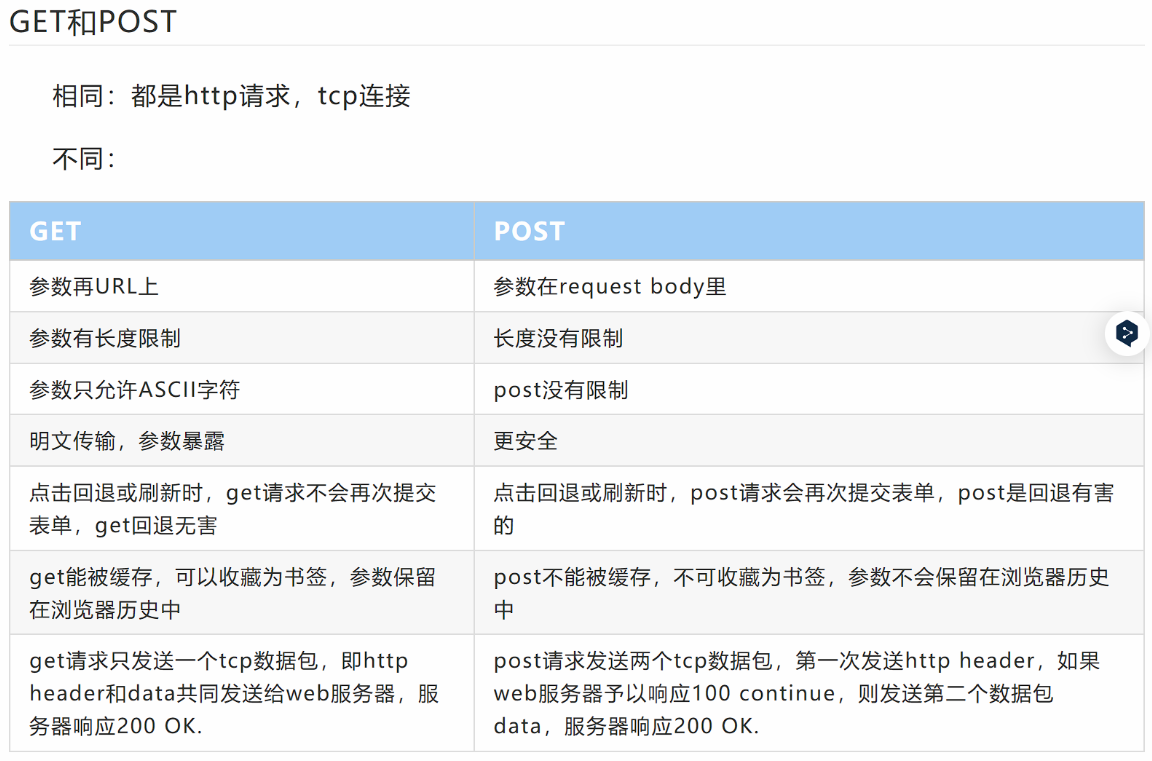 GET和POST
相同：都是http请求，tcp连接
不同：
GET
POST
参数再URL上
参数在request body里
参数有长度限制
长度没有限制
参数只允许ASCII字符
post没有限制
明文传输，参数暴露
更安全
点击回退或刷新时，get请求不会再次提交
表单，get回退无害
点击回退或刷新时，post请求会再次提交表单，post是回退有害
的
get能被缓存，可以收藏为书签，参数保留
在浏览器历史中
post不能被缓存，不可收藏为书签，参数不会保留在浏览器历史
中
get请求只发送一个tcp数据包，即http
header和data共同发送给web服务器，服
务器响应200 OK.
post请求发送两个tcp数据包，第一次发送http header，如果
web服务器予以响应100 continue，则发送第二个数据包
data，服务器响应200 OK.